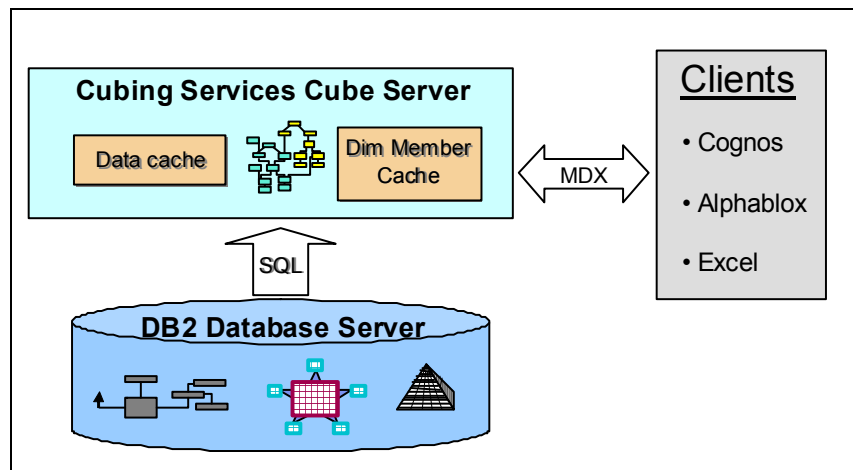 Cubing Services Cube Server
Data cache
Dim Member
Cache
SQL
DB2 Database Server
MDX
Clients
• Cognos
• Alphablox
• Excel